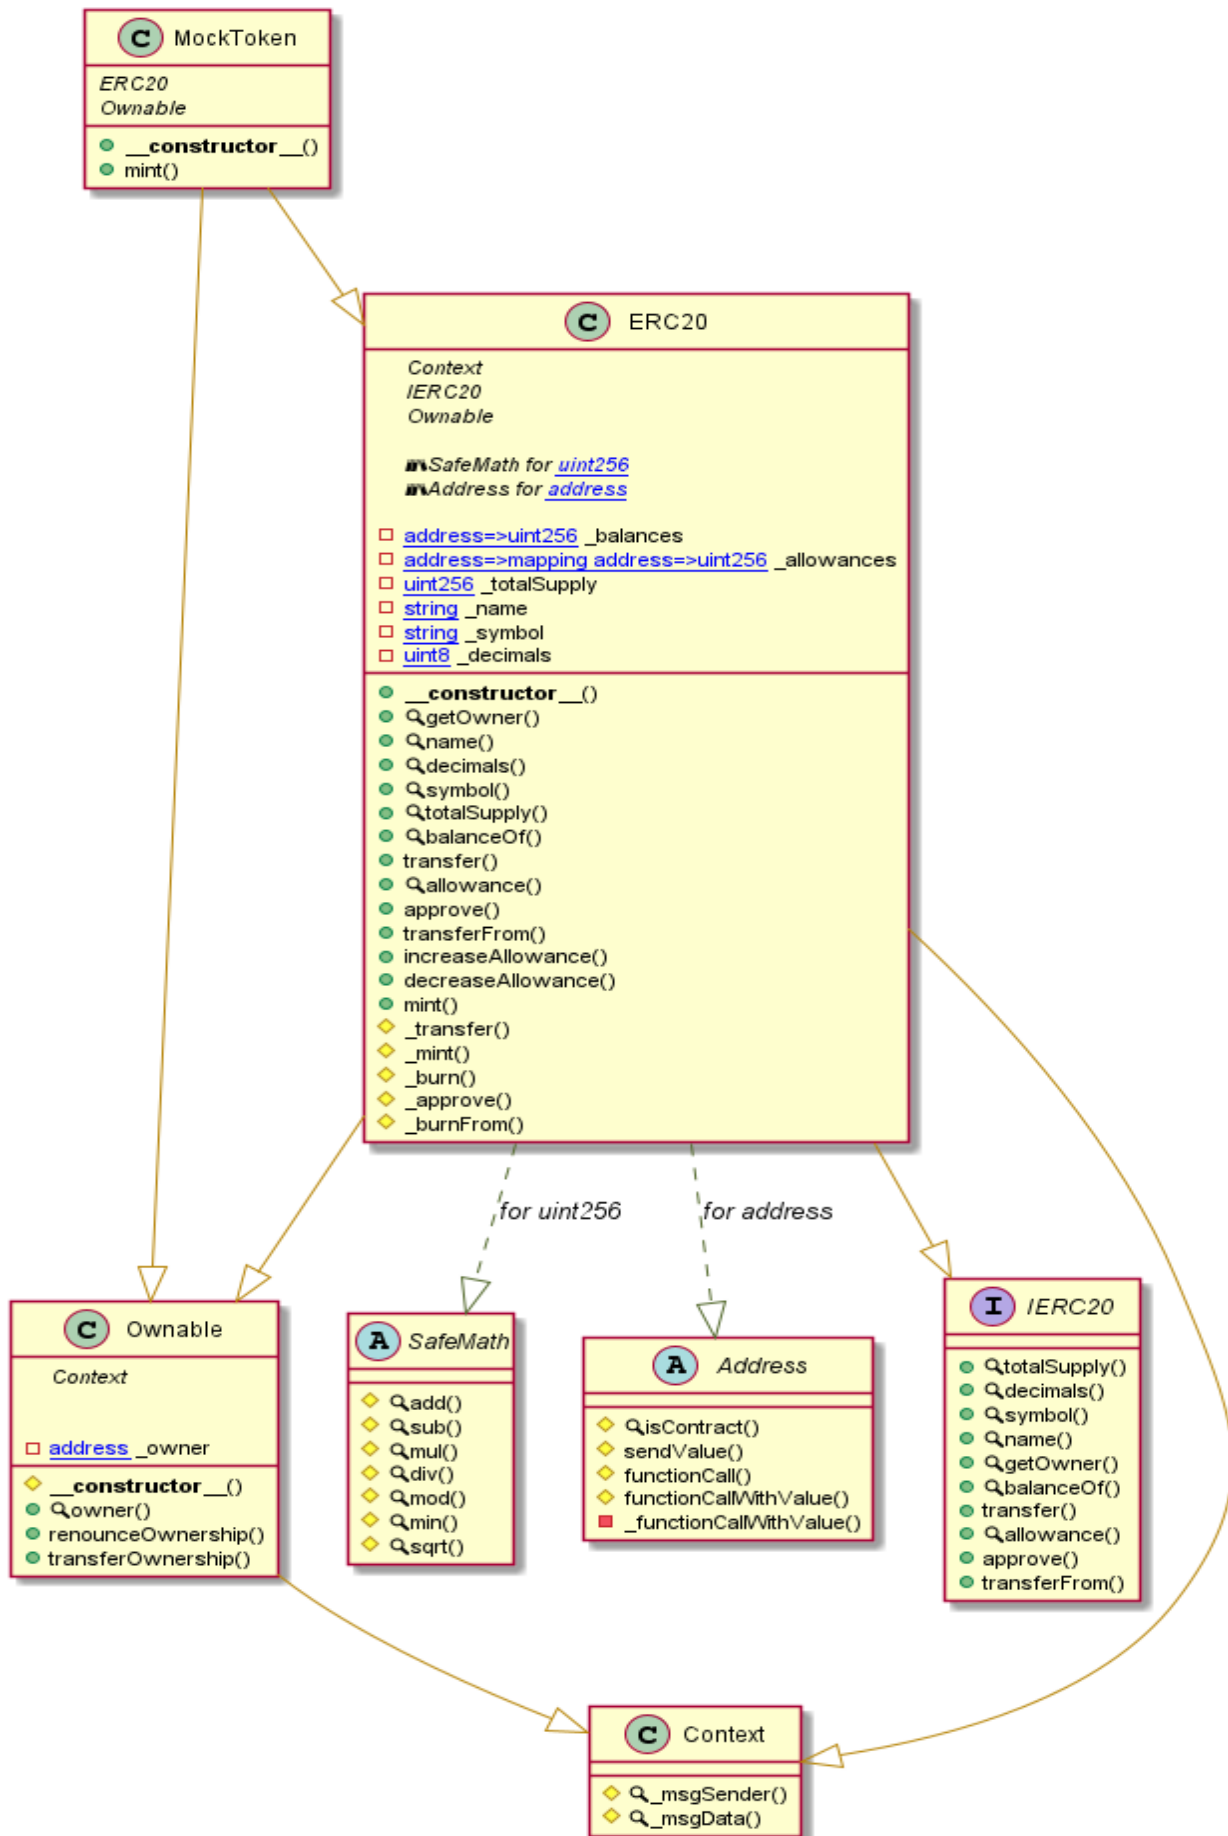 C MockToken
ERC20
Ownable
__constructor__()
mint()
C ERC20
Context
IERC20
Ownable
SafeMath for uint256
Address for address
address=>uint256 _balances
address=>mapping address=>uint256 _allowances
uint256 _totalSupply
string _name
string _symbol
uint8 _decimals
__constructor__()
getOwner()
name()
decimals()
symbol()
totalSupply()
balanceOf()
transfer()
allowance()
approve()
transferFrom()
increaseAllowance()
decreaseAllowance()
mint()
_transfer()
_mint()
_burn()
_approve()
_burnFrom()
for uint256
for address
C Ownable
Context
address _owner
__constructor__()
owner()
renounceOwnership()
transferOwnership()
A SafeMath
add()
sub()
mul()
div()
mod()
min()
sqrt()
A Address
isContract()
sendValue()
functionCall()
functionCallWithValue()
_functionCallWithValue()
I IERC20
totalSupply()
decimals()
symbol()
name()
getOwner()
balanceOf()
transfer()
allowance()
approve()
transferFrom()
C Context
_msgSender()
_msgData()